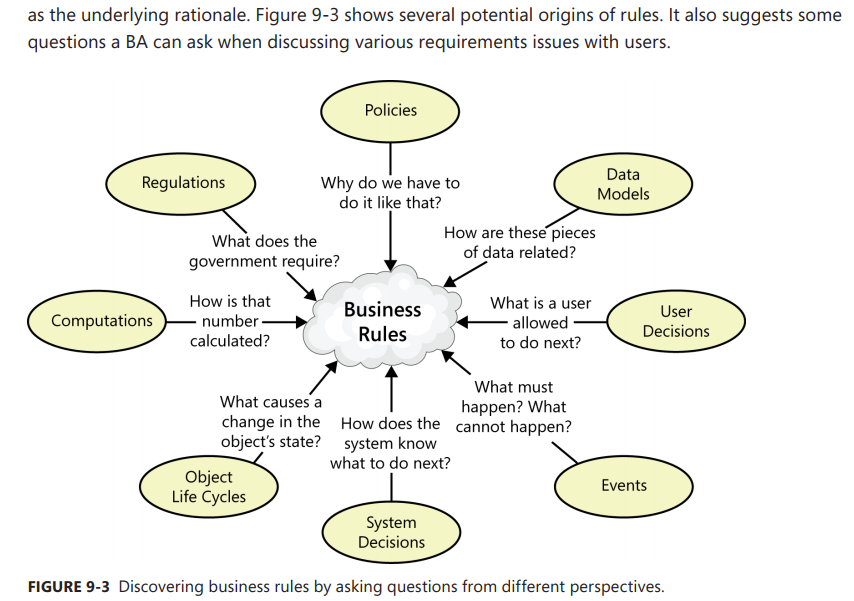 as the underlying rationale. Figure 9-3 shows several potential origins of rules. It also suggests some
questions a BA can ask when discussing various requirements issues with users.
Policies
Why do we have to
do it like that?
Regulations
What does the
government require?
Data
Models
How are these pieces
of data related?
Computations
How is that
number
calculated?
Business
Rules
What is a user
allowed
to do next?
User
Decisions
What causes a
change in the
object's state?
Object
Life Cycles
How does the
system know
what to do next?
System
Decisions
What must
happen? What
cannot happen?
Events
FIGURE 9-3 Discovering business rules by asking questions from different perspectives.